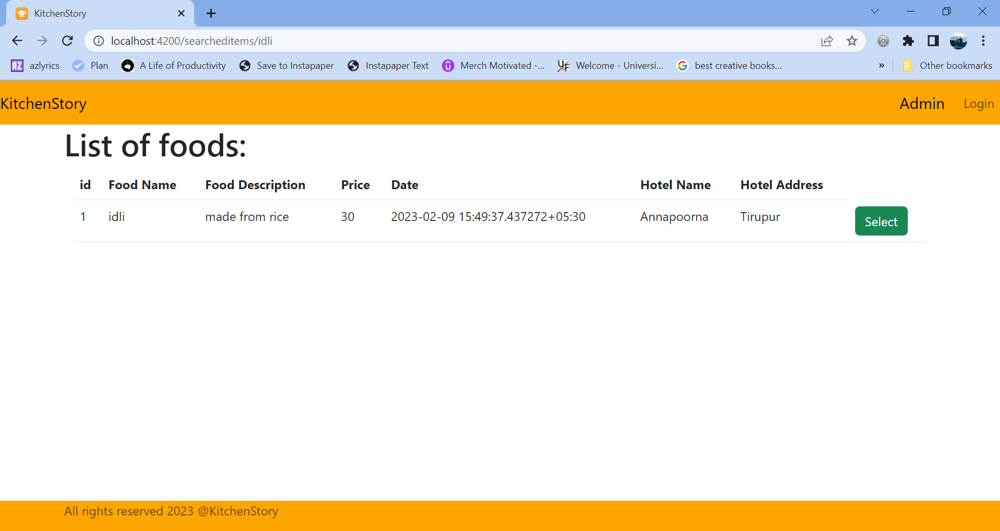 KitchenStory
localhost:4200/searcheditems/idli
azlyrics Plan A Life of Productivity Save to Instapaper Instapaper Text Merch Motivated -... Welcome - Universi... best creative books... » Other bookmarks
KitchenStory Admin Login
List of foods:
id Food Name Food Description Price Date Hotel Name Hotel Address
1 idli made from rice 30 2023-02-09 15:49:37.437272+05:30 Annapoorna Tirupur Select
All rights reserved 2023 @KitchenStory